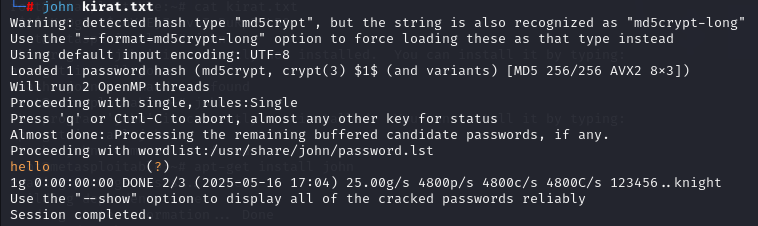 └─# john kirat.txt
Warning: detected hash type "md5crypt", but the string is also recognized as "md5crypt-long"
Use the "--format=md5crypt-long" option to force loading these as that type instead
Using default input encoding: UTF-8
Loaded 1 password hash (md5crypt, crypt(3) $1$ (and variants) [MD5 256/256 AVX2 8×3])
Will run 2 OpenMP threads
Proceeding with single, rules:Single
Press 'q' or Ctrl-C to abort, almost any other key for status
Almost done: Processing the remaining buffered candidate passwords, if any.
Proceeding with wordlist:/usr/share/john/password.lst
hello            (?)
1g 0:00:00:00 DONE 2/3 (2025-05-16 17:04) 25.00g/s 4800p/s 4800c/s 4800C/s 123456..knight
Use the "--show" option to display all of the cracked passwords reliably
Session completed.